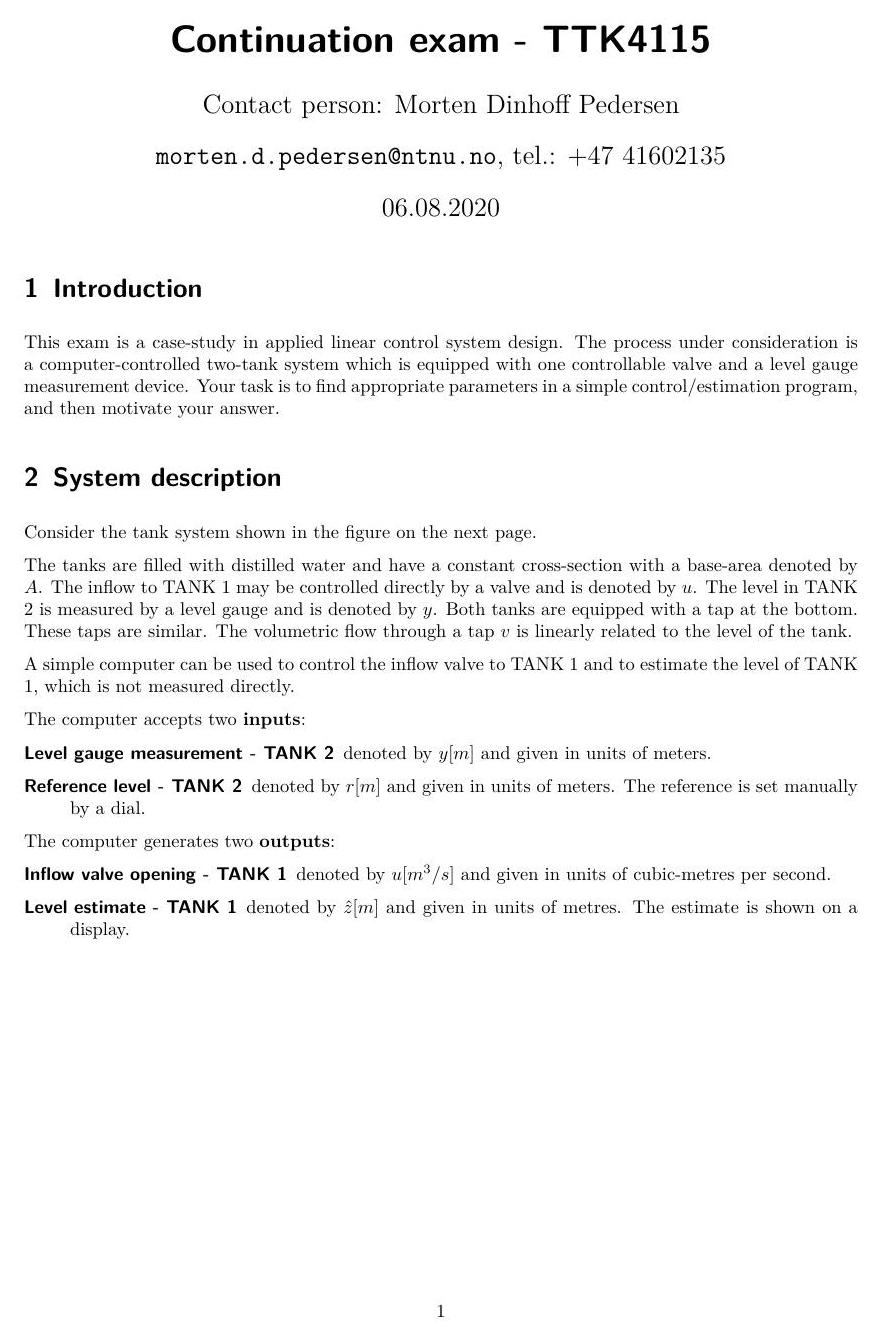 Continuation exam - TTK4115
Contact person: Morten Dinhoff Pedersen
morten.d.pedersen@ntnu.no, tel.: +47 41602135
06.08.2020
1 Introduction
This exam is a case-study in applied linear control system design. The process under consideration is
a computer-controlled two-tank system which is equipped with one controllable valve and a level gauge
measurement device. Your task is to find appropriate parameters in a simple control/estimation program,
and then motivate your answer.
2 System description
Consider the tank system shown in the figure on the next page.
The tanks are filled with distilled water and have a constant cross-section with a base-area denoted by
A. The inflow to TANK 1 may be controlled directly by a valve and is denoted by u. The level in TANK
2 is measured by a level gauge and is denoted by y. Both tanks are equipped with a tap at the bottom.
These taps are similar. The volumetric flow through a tap v is linearly related to the level of the tank.
A simple computer can be used to control the inflow valve to TANK 1 and to estimate the level of TANK
1, which is not measured directly.
The computer accepts two inputs:
Level gauge measurement - TANK 2 denoted by y[m] and given in units of meters.
Reference level - TANK 2 denoted by r[m] and given in units of meters. The reference is set manually
by a dial.
The computer generates two outputs:
Inflow valve opening - TANK 1 denoted by u[m³/s] and given in units of cubic-metres per second.
Level estimate - TANK 1 denoted by ẑ[m] and given in units of metres. The estimate is shown on a
display.
1